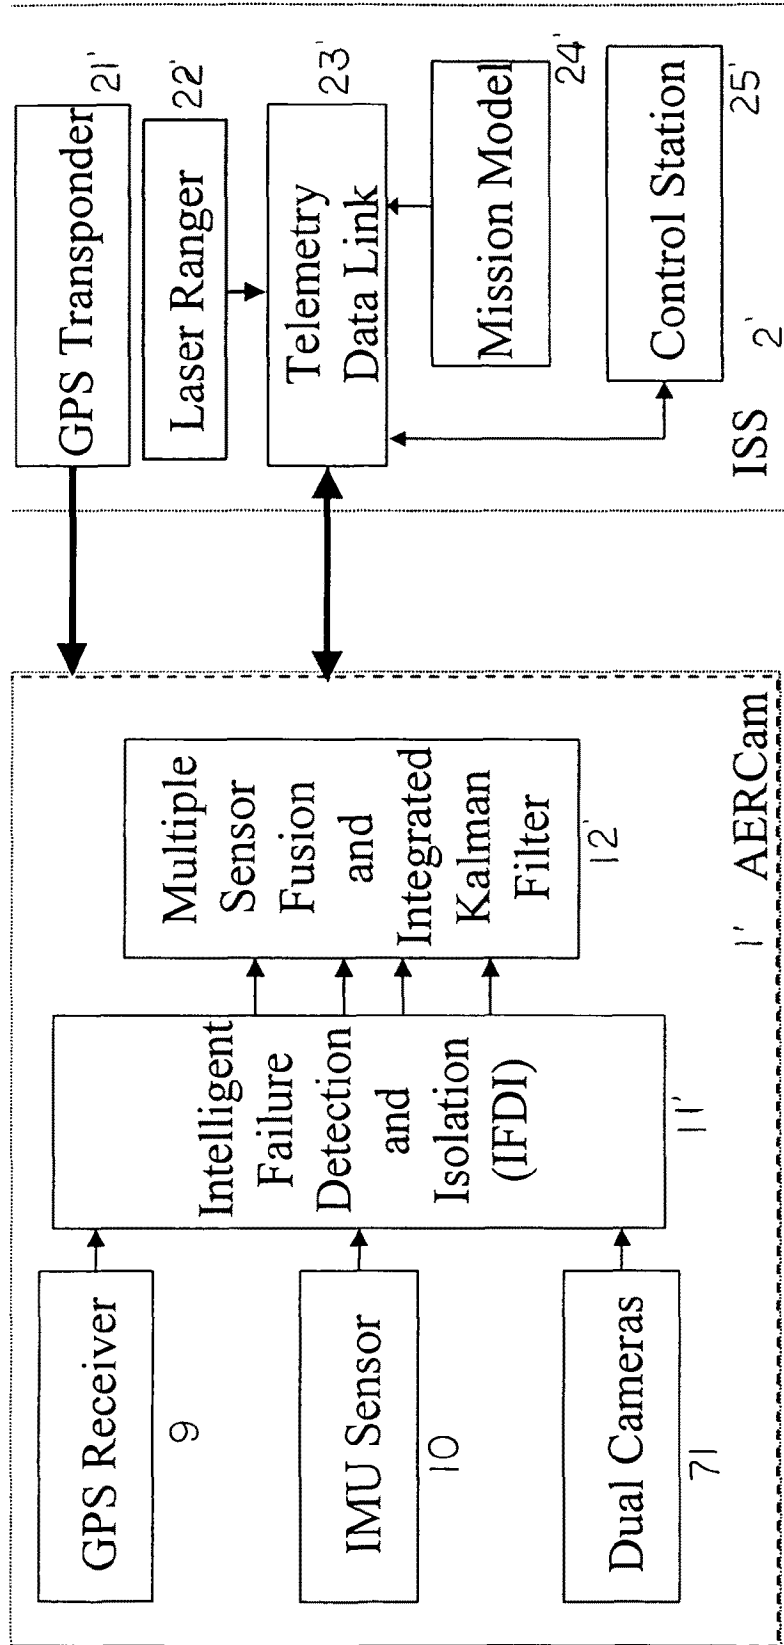 GPS Receiver
9
IMU Sensor
10
Dual Cameras
71
Intelligent
Failure
Detection
and
Isolation
(IFDI)
11'
Multiple
Sensor
Fusion
and
Integrated
Kalman
Filter
12'
1' AERCam
GPS Transponder
21'
Laser Ranger
22'
Telemetry
Data Link
23'
Mission Model
24'
Control Station
25'
ISS 2'